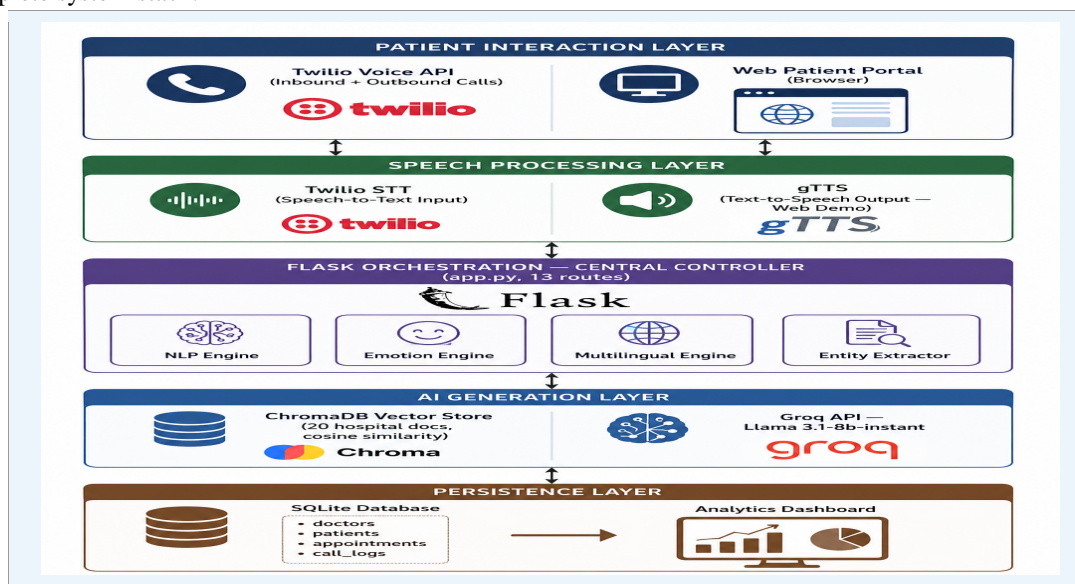 PATIENT INTERACTION LAYER
Twilio Voice API
(Inbound + Outbound Calls)
twilio
Web Patient Portal
(Browser)
SPEECH PROCESSING LAYER
Twilio STT
(Speech-to-Text Input)
twilio
gTTS
(Text-to-Speech Output —
Web Demo)
gTTS
FLASK ORCHESTRATION — CENTRAL CONTROLLER
(app.py, 13 routes)
Flask
NLP Engine
Emotion Engine
Multilingual Engine
Entity Extractor
AI GENERATION LAYER
ChromaDB Vector Store
(20 hospital docs,
cosine similarity)
Chroma
Groq API —
Llama 3.1-8b-instant
groq
PERSISTENCE LAYER
SQLite Database
• doctors
• patients
• appointments
• call_logs
Analytics Dashboard